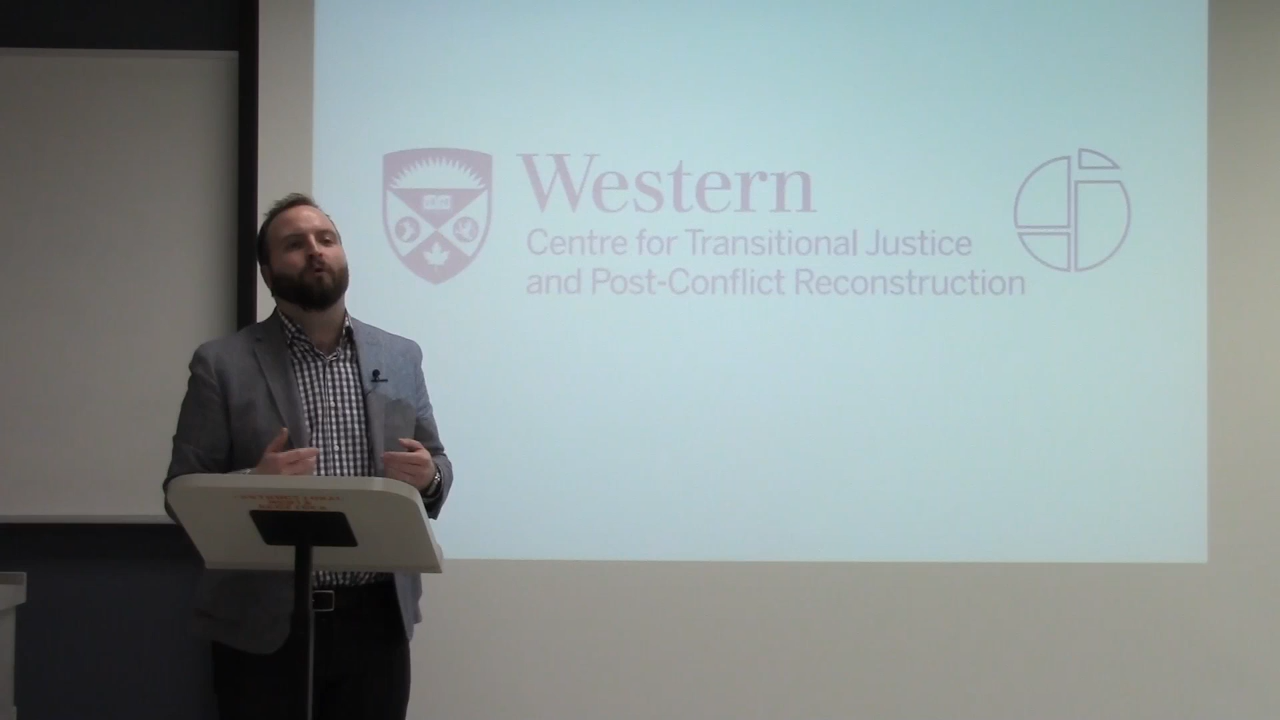 Western
Centre for Transitional Justice
and Post-Conflict Reconstruction